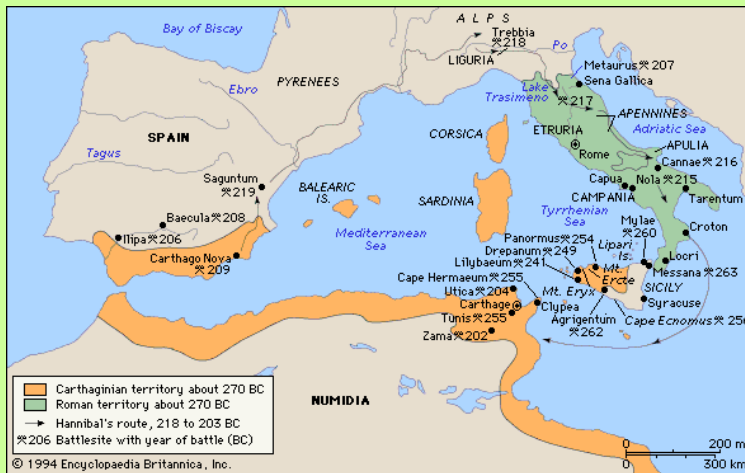 Bay of Biscay
ALPS
Trebbia
⚔218
Po
LIGURIA
Metaurus⚔207
Sena Gallica
PYRENEES
Ebro
Lake
Trasimeno
⚔217
APENNINES
ETRURIA
Adriatic Sea
CORSICA
SPAIN
Rome
APULIA
Cannae⚔216
Tagus
Saguntum
⚔219
BALEARIC
IS.
SARDINIA
Capua
Nola⚔215
CAMPANIA
Tarentum
Tyrrhenian
Sea
Baecula⚔208
Mylae
⚔260
Croton
Mediterranean
Sea
Ilipa⚔206
Panormus⚔254
Lipari
Is.
Drepanum⚔249
Lilybaeum⚔241
Mt.
Ercte
Locri
Carthago Nova
⚔209
Cape Hermaeum⚔255
Messana⚔263
Utica⚔204
Mt. Eryx
SICILY
Carthage
Clypea
Syracuse
Tunis⚔255
Agrigentum
⚔262
Cape Ecnomus⚔256
Zama⚔202
Carthaginian territory about 270 BC
Roman territory about 270 BC
Hannibal's route, 218 to 203 BC
⚔206 Battlesite with year of battle (BC)
NUMIDIA
0 200 m
0 300 km
© 1994 Encyclopaedia Britannica, Inc.